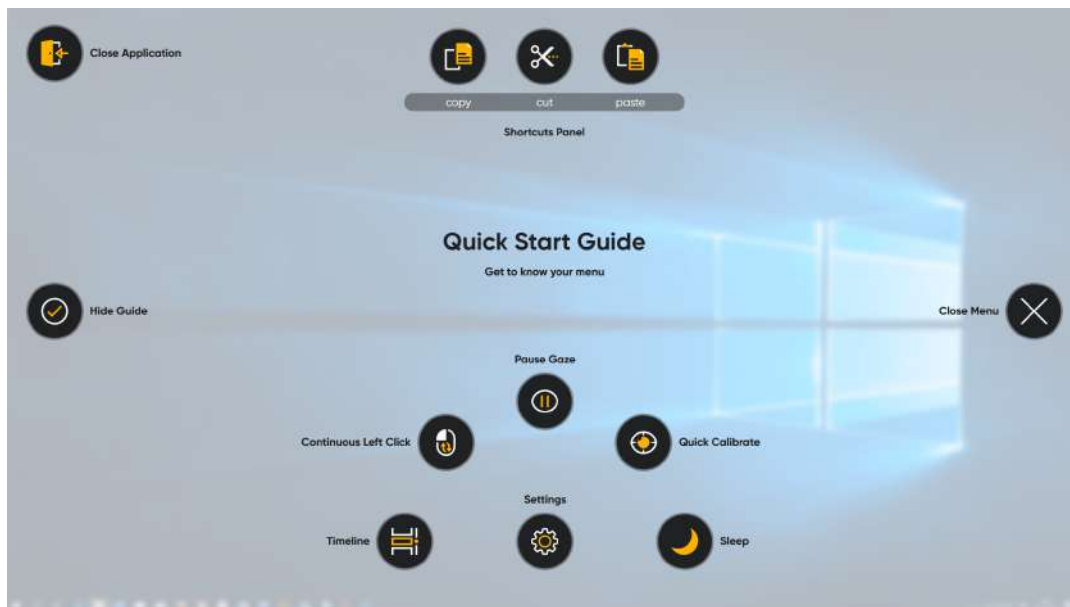 Close Application
copy cut paste
Shortcuts Panel
Quick Start Guide
Get to know your menu
Hide Guide
Close Menu
Pause Gaze
Continuous Left Click
Quick Calibrate
Settings
Timeline
Sleep